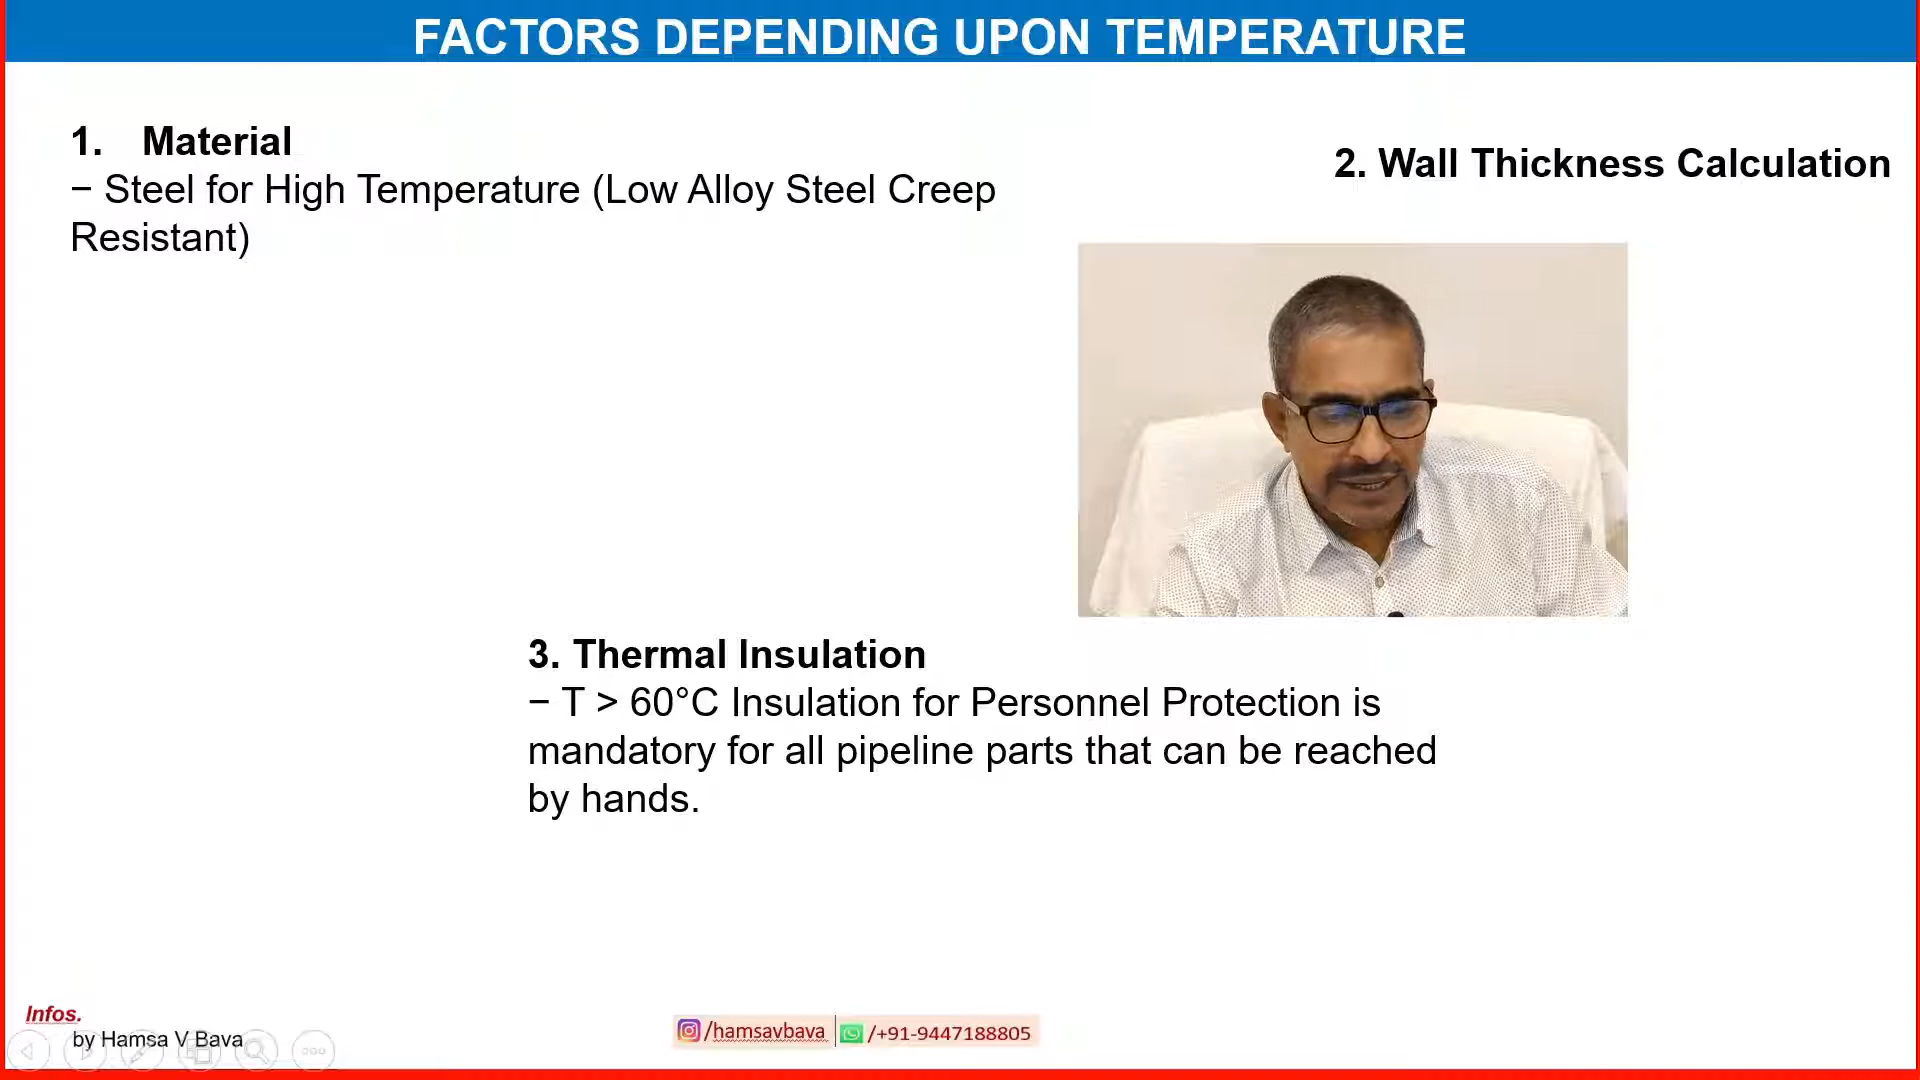 FACTORS DEPENDING UPON TEMPERATURE
1. Material
− Steel for High Temperature (Low Alloy Steel Creep
Resistant)
2. Wall Thickness Calculation
3. Thermal Insulation
− T > 60°C Insulation for Personnel Protection is
mandatory for all pipeline parts that can be reached
by hands.
Infos.
by Hamsa V Bava
/hamsavbava
/+91-9447188805